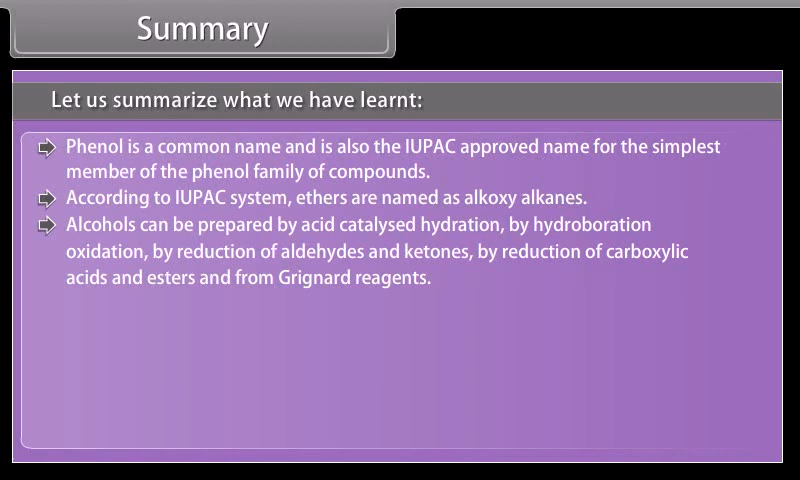 Summary
Let us summarize what we have learnt:
Phenol is a common name and is also the IUPAC approved name for the simplest
member of the phenol family of compounds.
According to IUPAC system, ethers are named as alkoxy alkanes.
Alcohols can be prepared by acid catalysed hydration, by hydroboration
oxidation, by reduction of aldehydes and ketones, by reduction of carboxylic
acids and esters and from Grignard reagents.